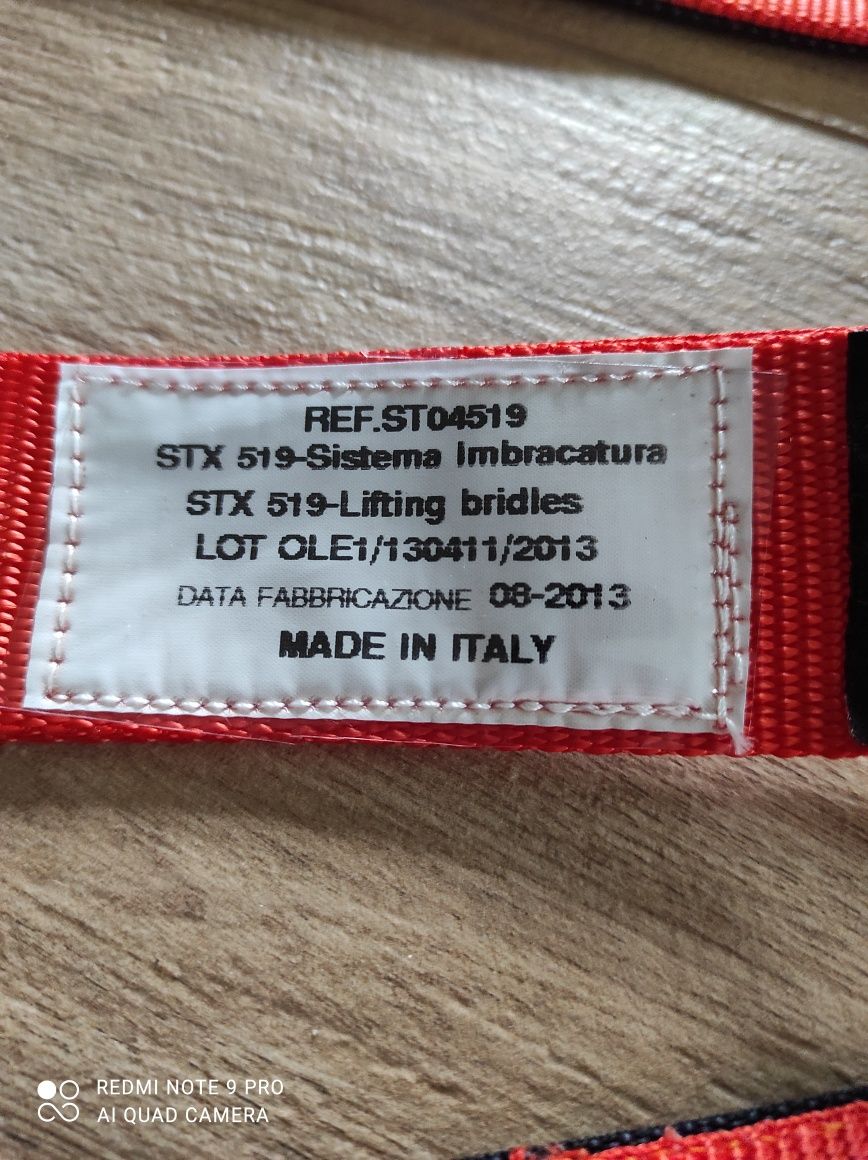 REF.ST04519
STX 519-Sistema Imbracatura
STX 519-Lifting bridles
LOT OLE1/130411/2013
DATA FABBRICAZIONE 08-2013
MADE IN ITALY
REDMI NOTE 9 PRO
AI QUAD CAMERA